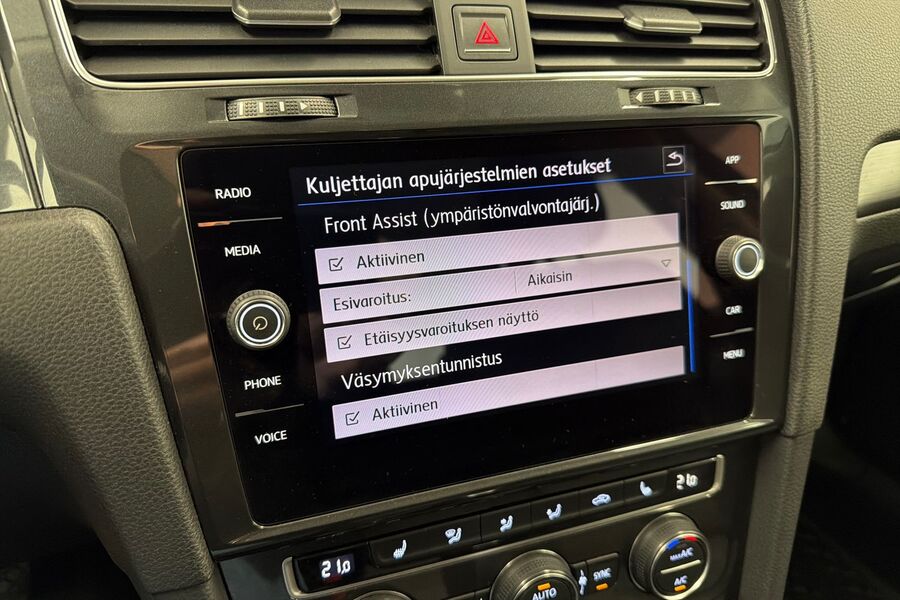 Kuljettajan apujärjestelmien asetukset
Front Assist (ympäristönvalvontajärj.)
Aktiivinen
Esivaroitus: Aikaisin
Etäisyysvaroituksen näyttö
Väsymyksentunnistus
Aktiivinen
RADIO
MEDIA
PHONE
VOICE
APP
SOUND
CAR
MENU
21.0
21.0
AUTO
SYNC
MAX A/C
A/C